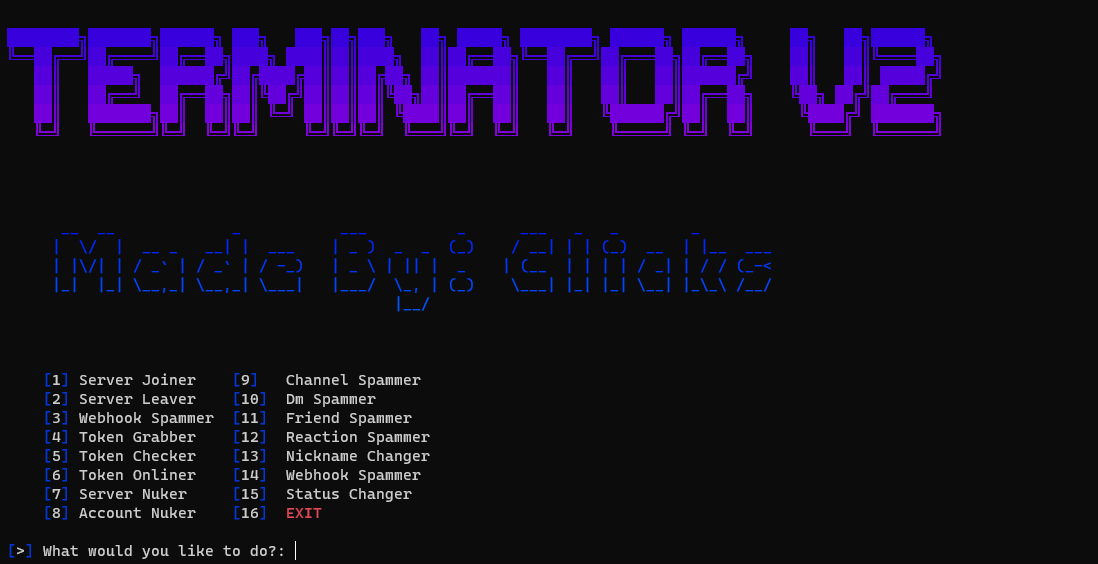 TERMINATOR V2
Made By: Clicks
[1] Server Joiner [9] Channel Spammer
[2] Server Leaver [10] Dm Spammer
[3] Webhook Spammer [11] Friend Spammer
[4] Token Grabber [12] Reaction Spammer
[5] Token Checker [13] Nickname Changer
[6] Token Onliner [14] Webhook Spammer
[7] Server Nuker [15] Status Changer
[8] Account Nuker [16] EXIT
[>] What would you like to do?: